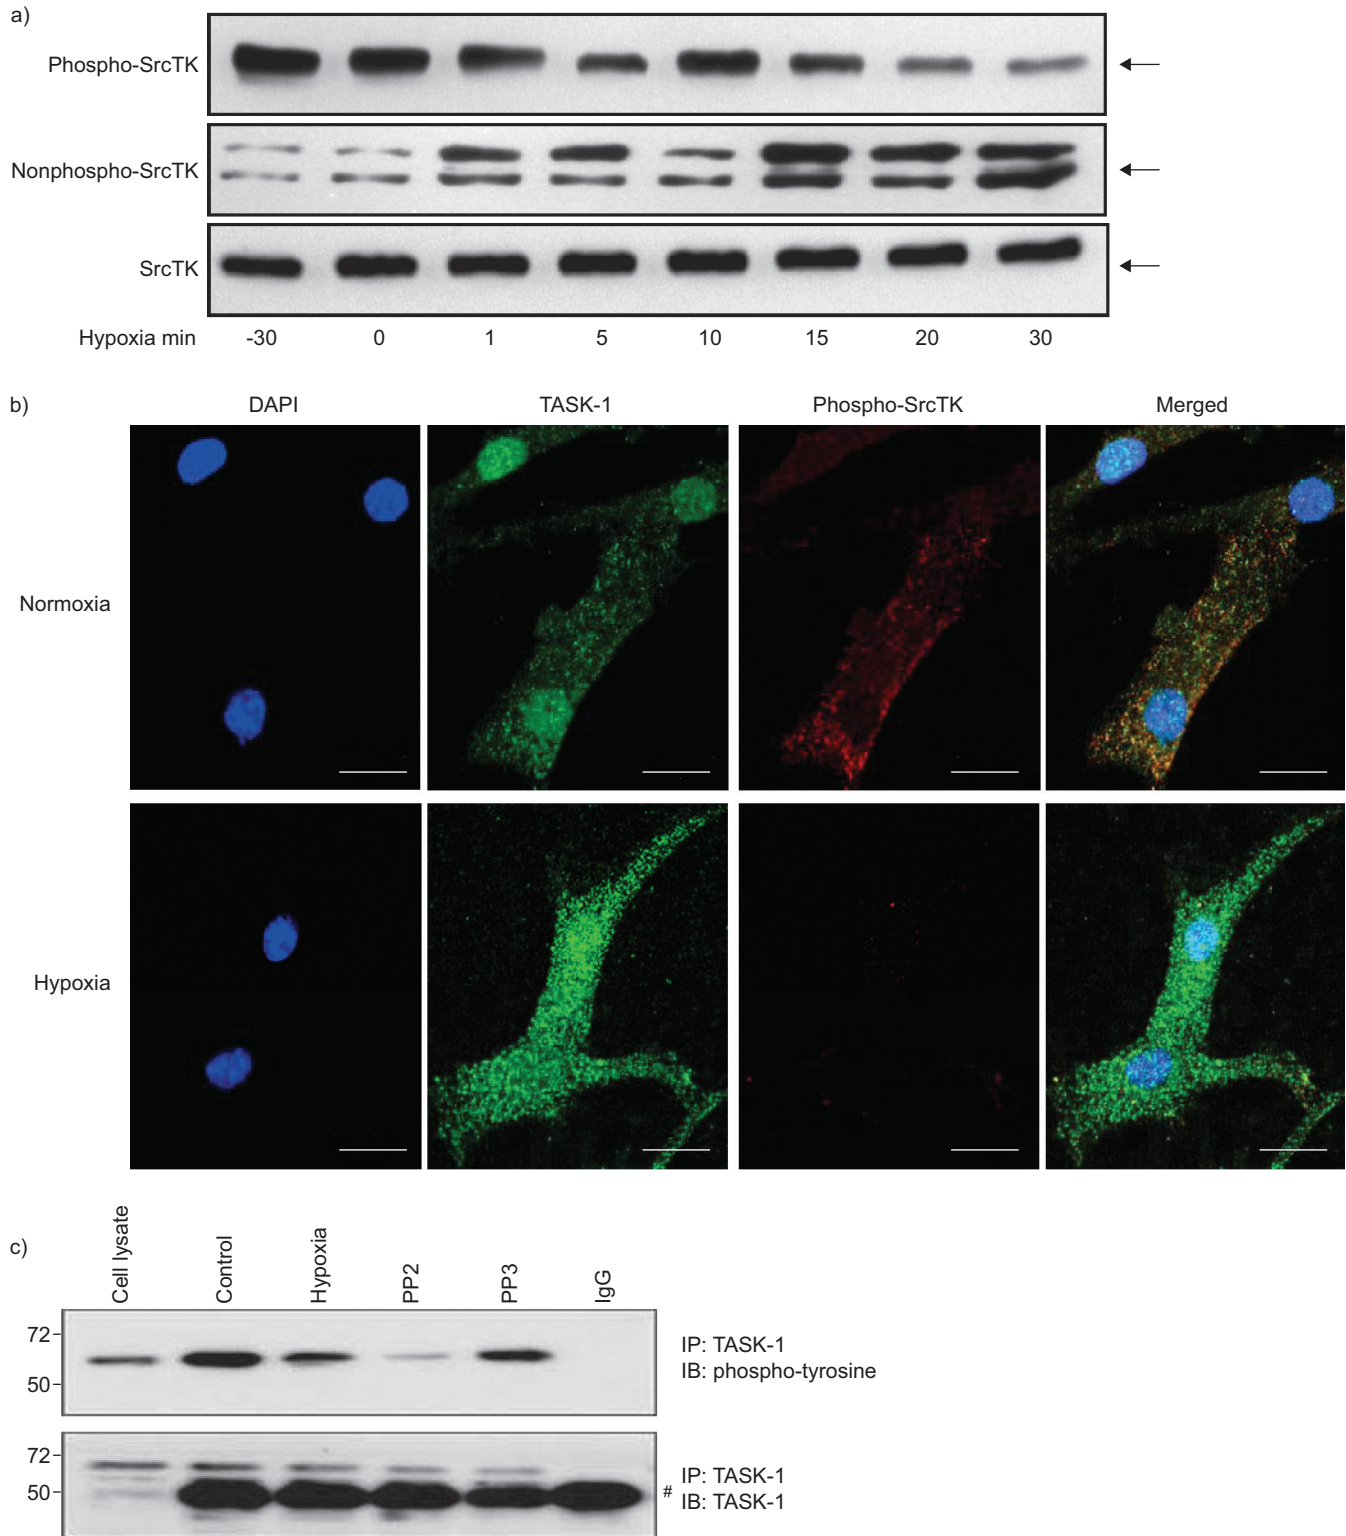 a)
Phospho-SrcTK
Nonphospho-SrcTK
SrcTK
Hypoxia min -30 0 1 5 10 15 20 30
b)
DAPI TASK-1 Phospho-SrcTK Merged
Normoxia
Hypoxia
c)
Cell lysate Control Hypoxia PP2 PP3 IgG
72
50
IP: TASK-1
IB: phospho-tyrosine
72
50
#
IP: TASK-1
IB: TASK-1